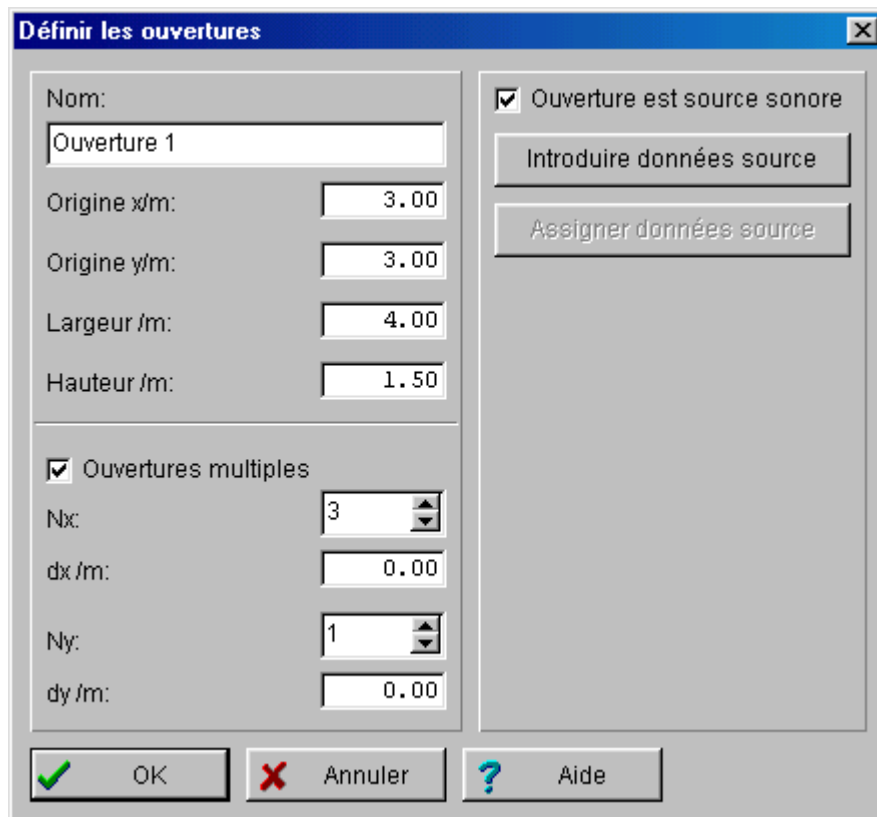 Définir les ouvertures
Nom:
Ouverture 1
Origine x/m: 3.00
Origine y/m: 3.00
Largeur /m: 4.00
Hauteur /m: 1.50
Ouvertures multiples
Nx: 3
dx /m: 0.00
Ny: 1
dy /m: 0.00
Ouverture est source sonore
Introduire données source
Assigner données source
OK
Annuler
? Aide